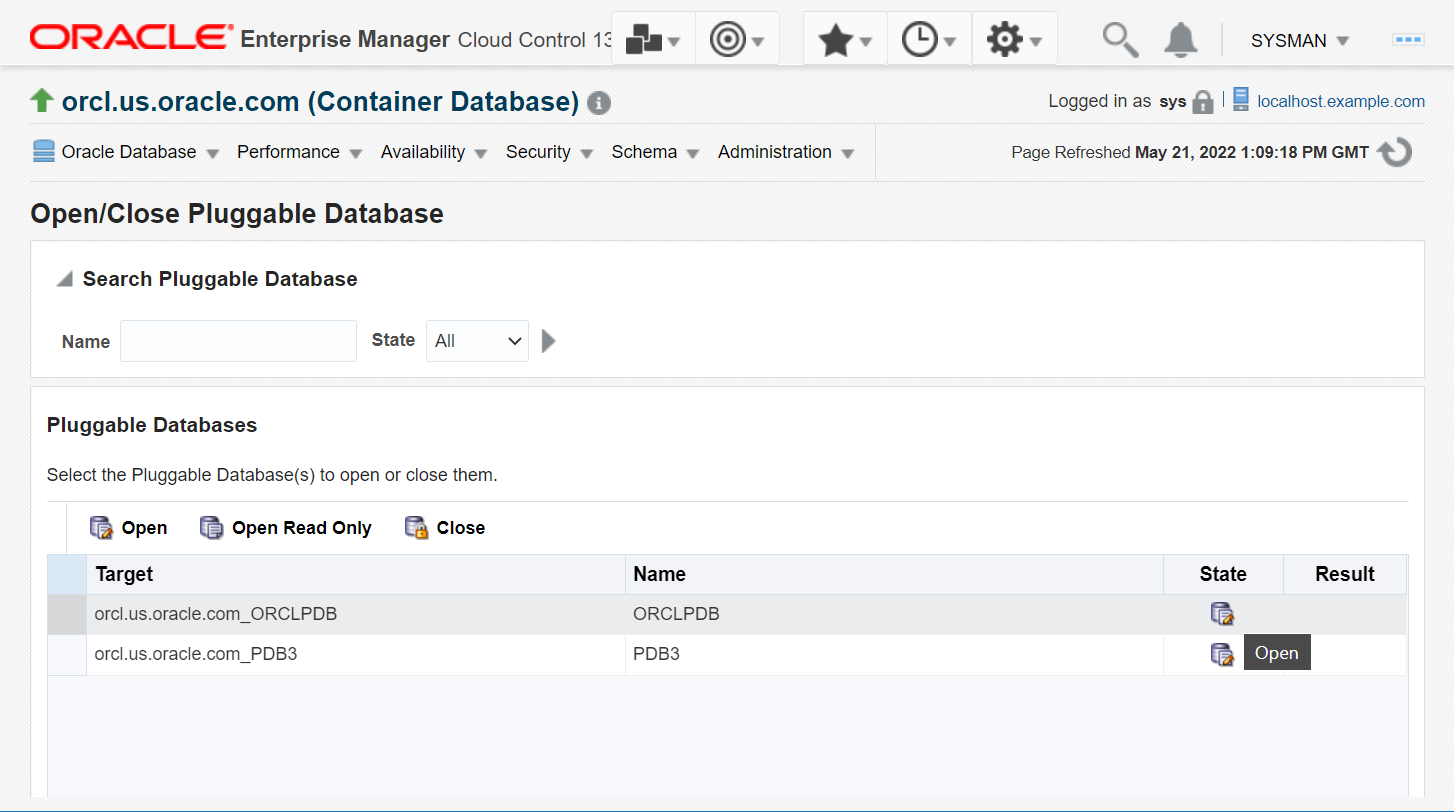 ORACLE® Enterprise Manager Cloud Control 13 SYSMAN
orcl.us.oracle.com (Container Database) Logged in as sys localhost.example.com
Oracle Database Performance Availability Security Schema Administration Page Refreshed May 21, 2022 1:09:18 PM GMT
Open/Close Pluggable Database
Search Pluggable Database
Name State All
Pluggable Databases
Select the Pluggable Database(s) to open or close them.
Open Open Read Only Close
Target Name State Result
orcl.us.oracle.com_ORCLPDB ORCLPDB
orcl.us.oracle.com_PDB3 PDB3 Open